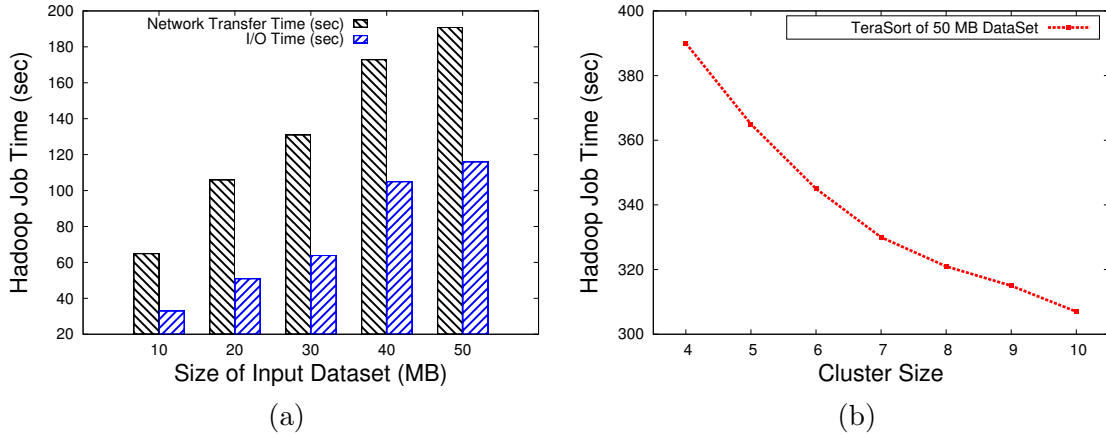 Network Transfer Time (sec)
I/O Time (sec)
Hadoop Job Time (sec)
200
180
160
140
120
100
80
60
40
20
10 20 30 40 50
Size of Input Dataset (MB)
(a)
TeraSort of 50 MB DataSet
Hadoop Job Time (sec)
400
380
360
340
320
300
4 5 6 7 8 9 10
Cluster Size
(b)